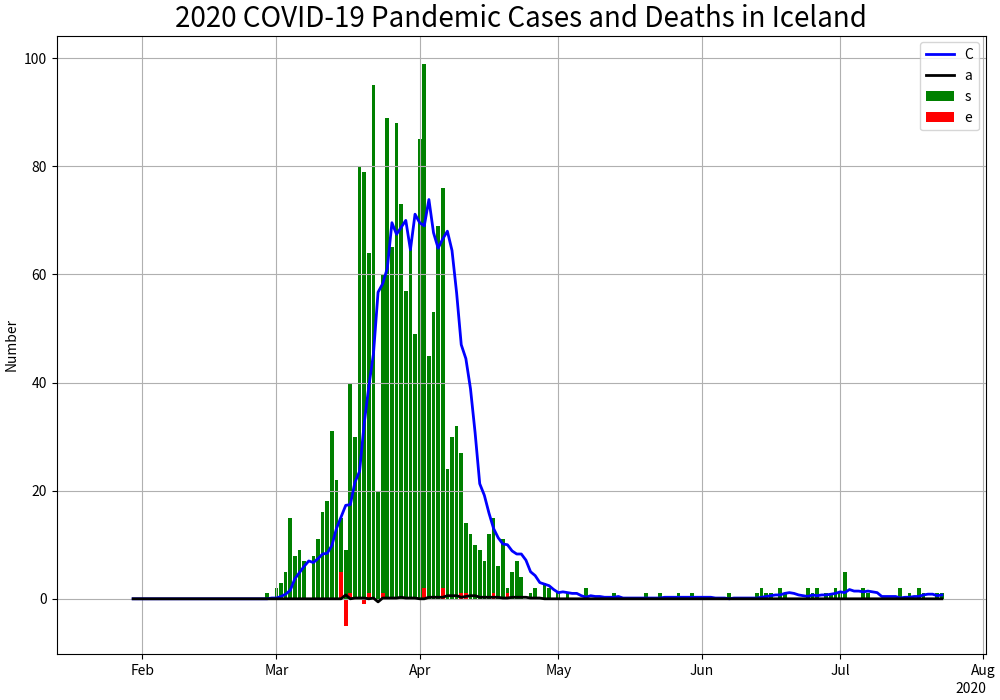 2020 COVID-19 Pandemic Cases and Deaths in Iceland
C
a
s
e
Number
100
80
60
40
20
0
Feb
Mar
Apr
May
Jun
Jul
Aug
2020